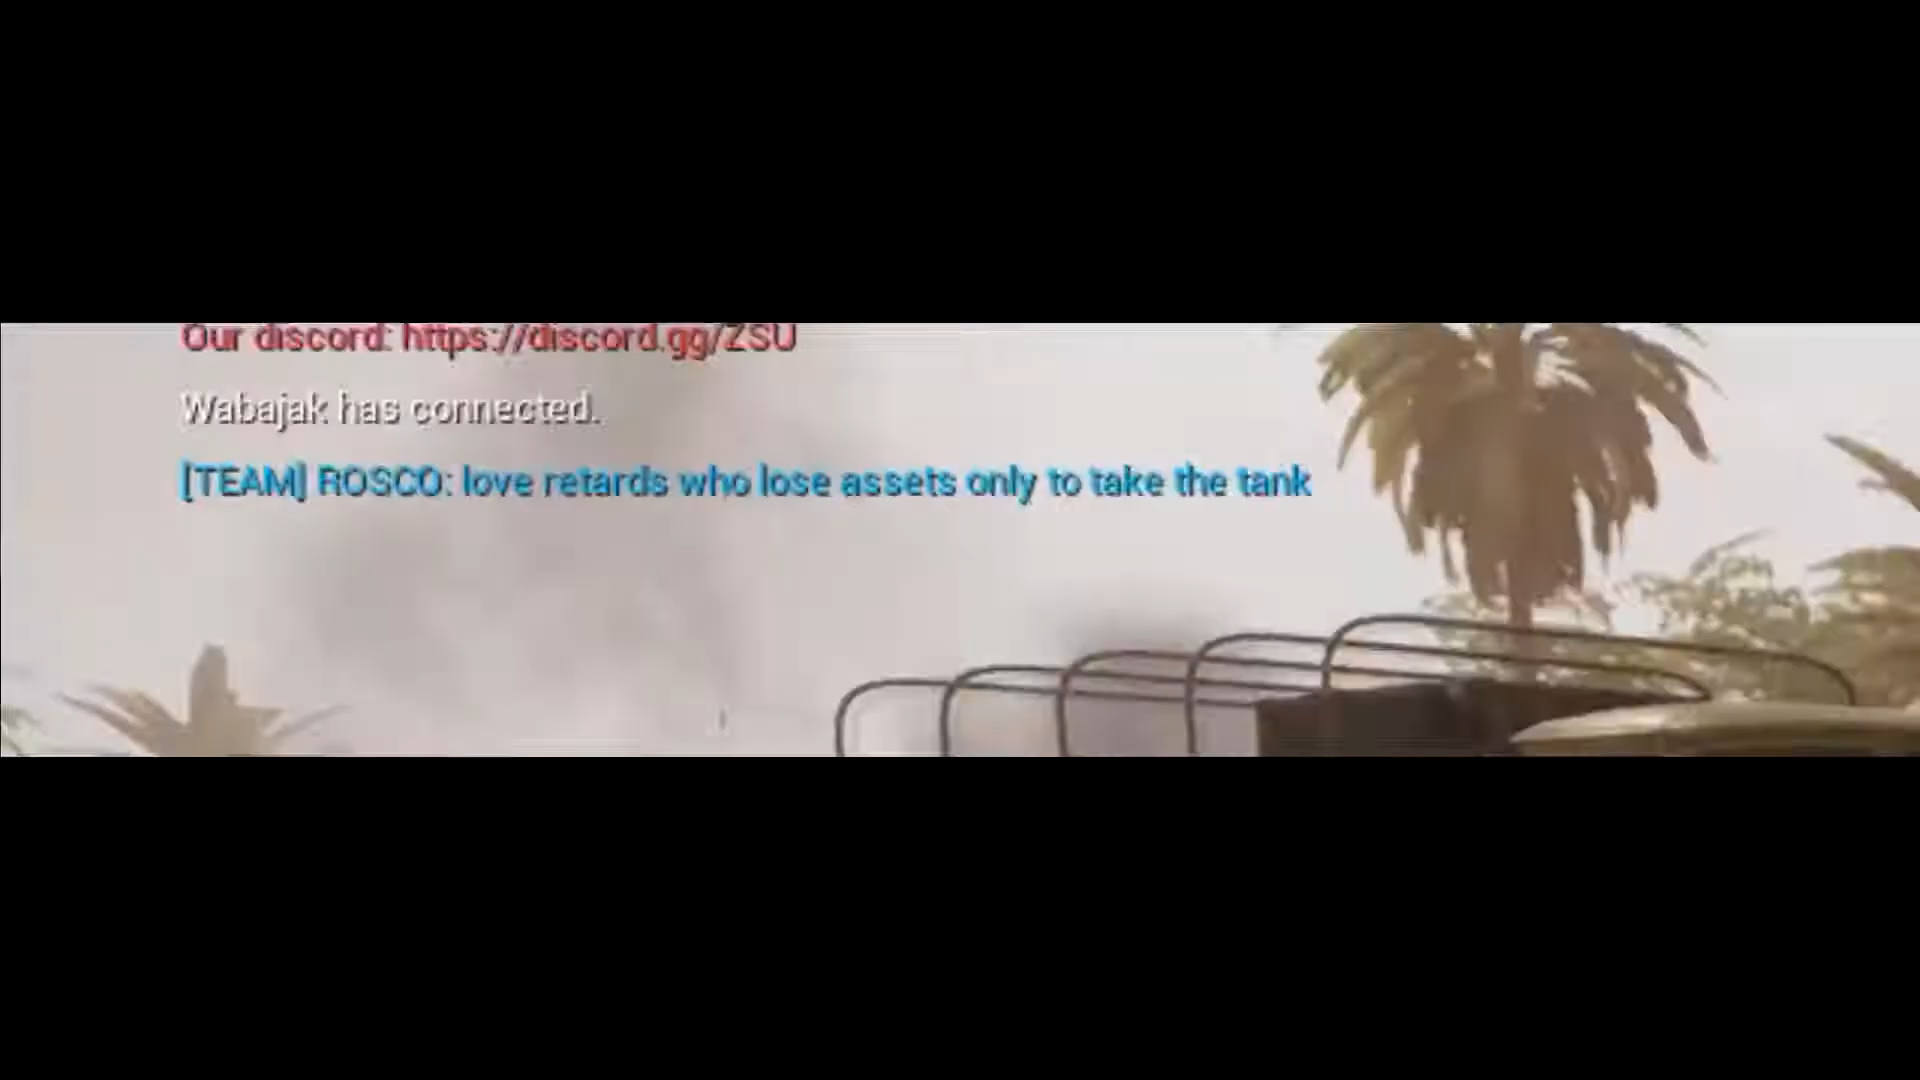 Our discord: https://discord.gg/ZSU
Wabajak has connected.
[TEAM] ROSCO: love retards who lose assets only to take the tank